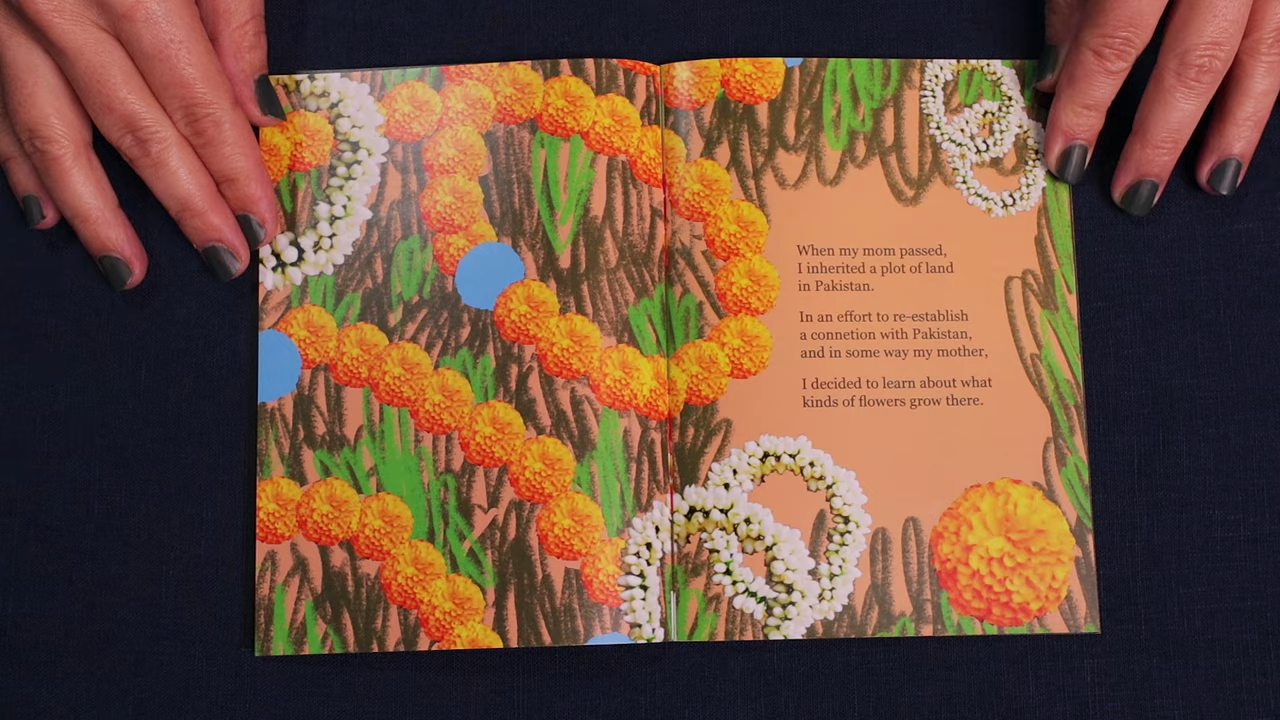 When my mom passed,
I inherited a plot of land
in Pakistan.
In an effort to re-establish
a connetion with Pakistan,
and in some way my mother,
I decided to learn about what
kinds of flowers grow there.